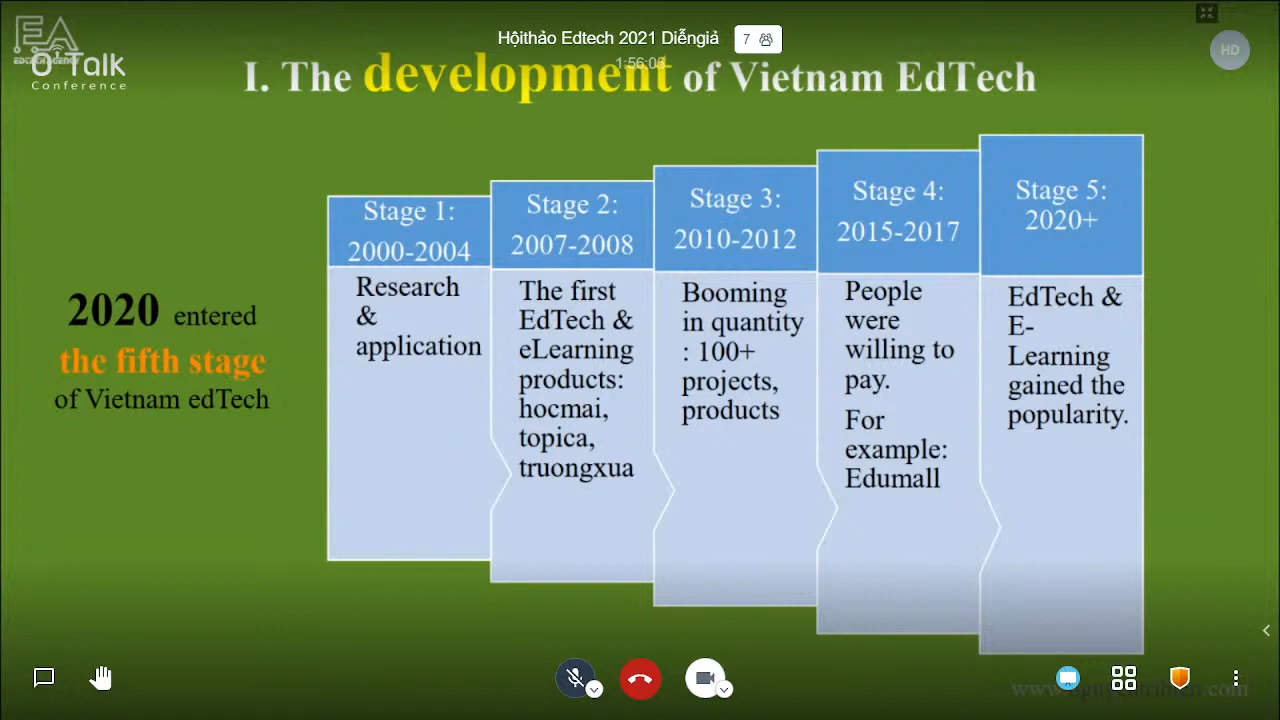 EA
EDTECH AGENCY
O'Talk
Conference
Hộithảo Edtech 2021 Diễngiả
7
1:56:06
HD
I. The development of Vietnam EdTech
2020 entered
the fifth stage
of Vietnam edTech
Stage 1:
2000-2004
Research
&
application
Stage 2:
2007-2008
The first
EdTech &
eLearning
products:
hocmai,
topica,
truongxua
Stage 3:
2010-2012
Booming
in quantity
: 100+
projects,
products
Stage 4:
2015-2017
People
were
willing to
pay.
For
example:
Edumall
Stage 5:
2020+
EdTech &
E-
Learning
gained the
popularity.